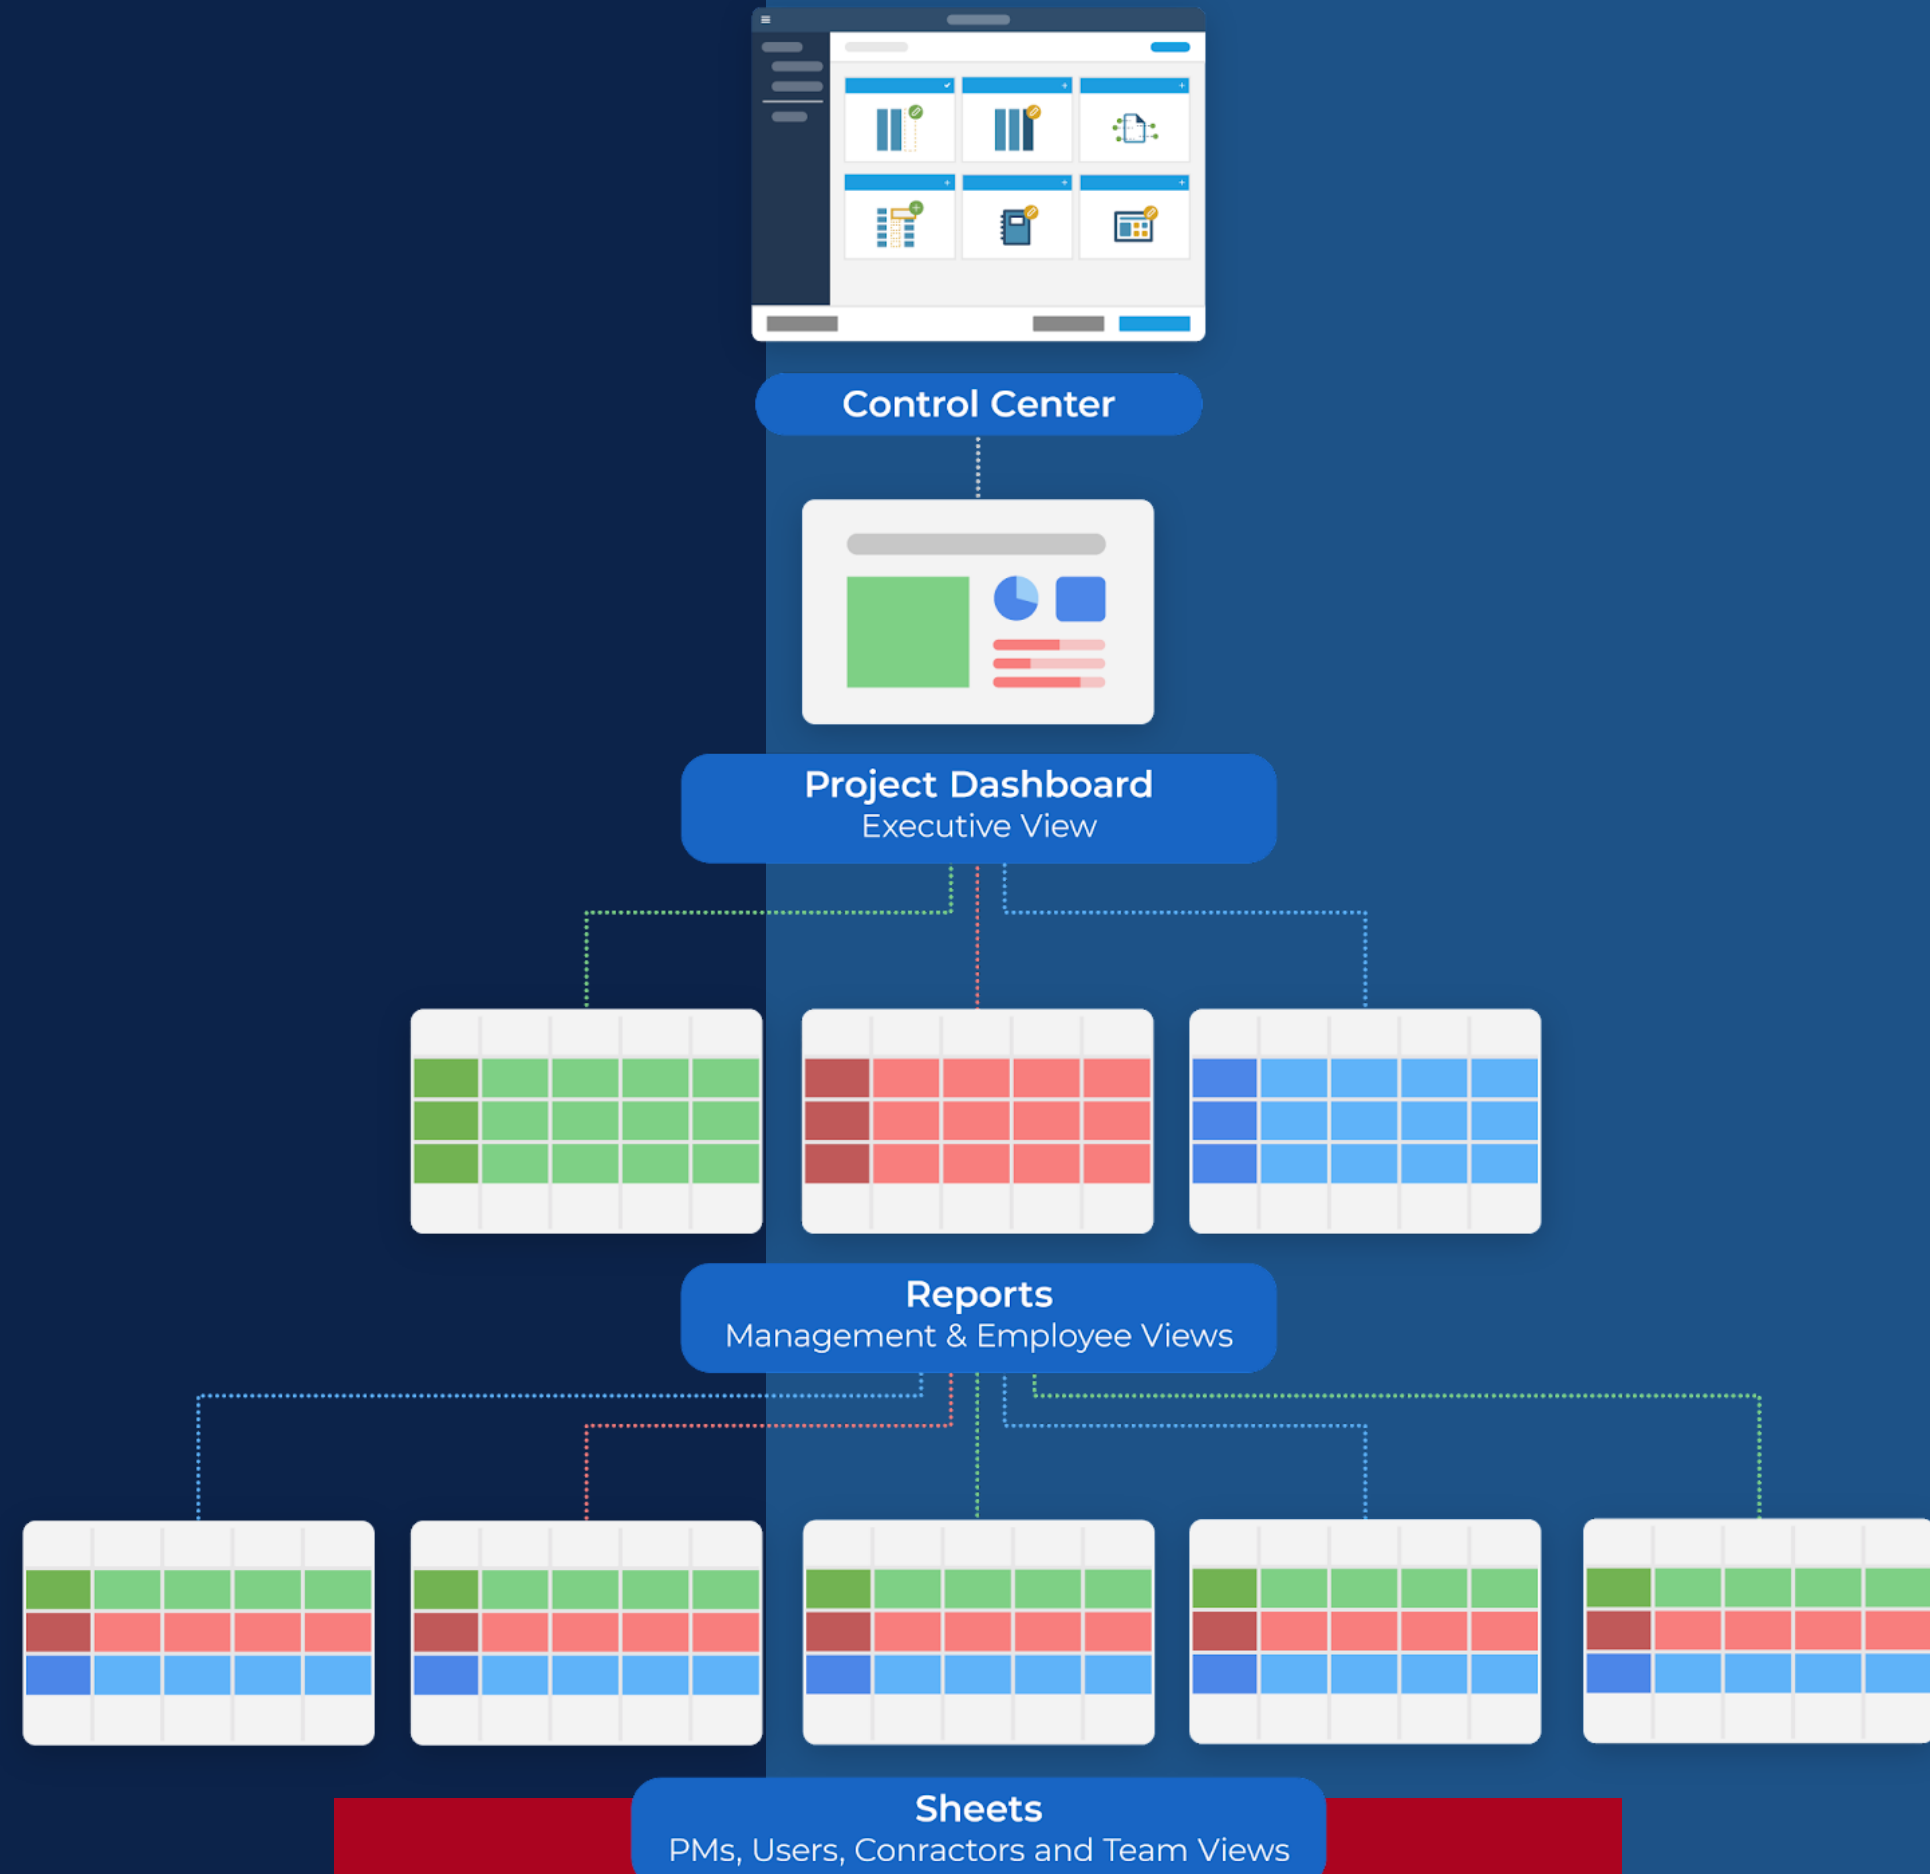 Control Center
Project Dashboard
Executive View
Reports
Management & Employee Views
Sheets
PMs, Users, Conractors and Team Views